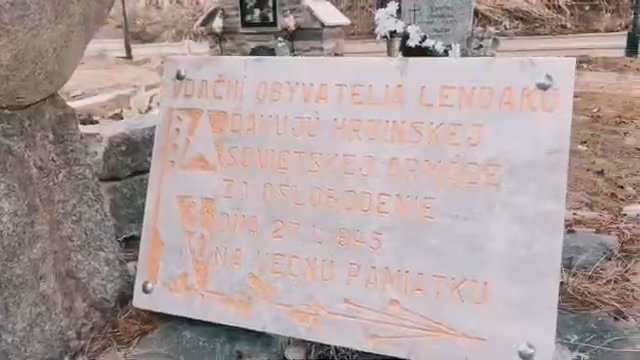 VĎAČNÍ OBYVATELIA LENDAKU
ĎAKUJÚ HRDINSKEJ
SOVIETSKEJ ARMÁDE
ZA OSLOBODENIE
DŇA 27.1.1945
NA VEČNÚ PAMIATKU